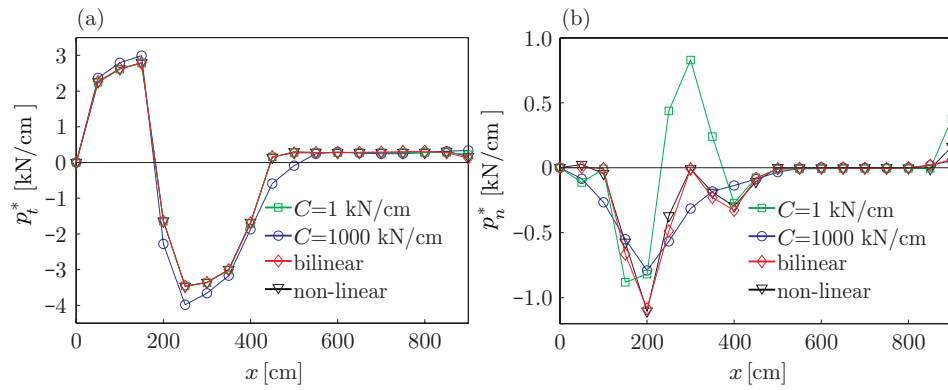 (a)
3
2
1
0
-1
-2
-3
-4
p_t^* [kN/cm ]
C=1 kN/cm
C=1000 kN/cm
bilinear
non-linear
0
200
400
600
800
x [cm]
(b)
1.0
0.5
0
-0.5
-1.0
p_n^* [kN/cm ]
C=1 kN/cm
C=1000 kN/cm
bilinear
non-linear
0
200
400
600
800
x [cm]